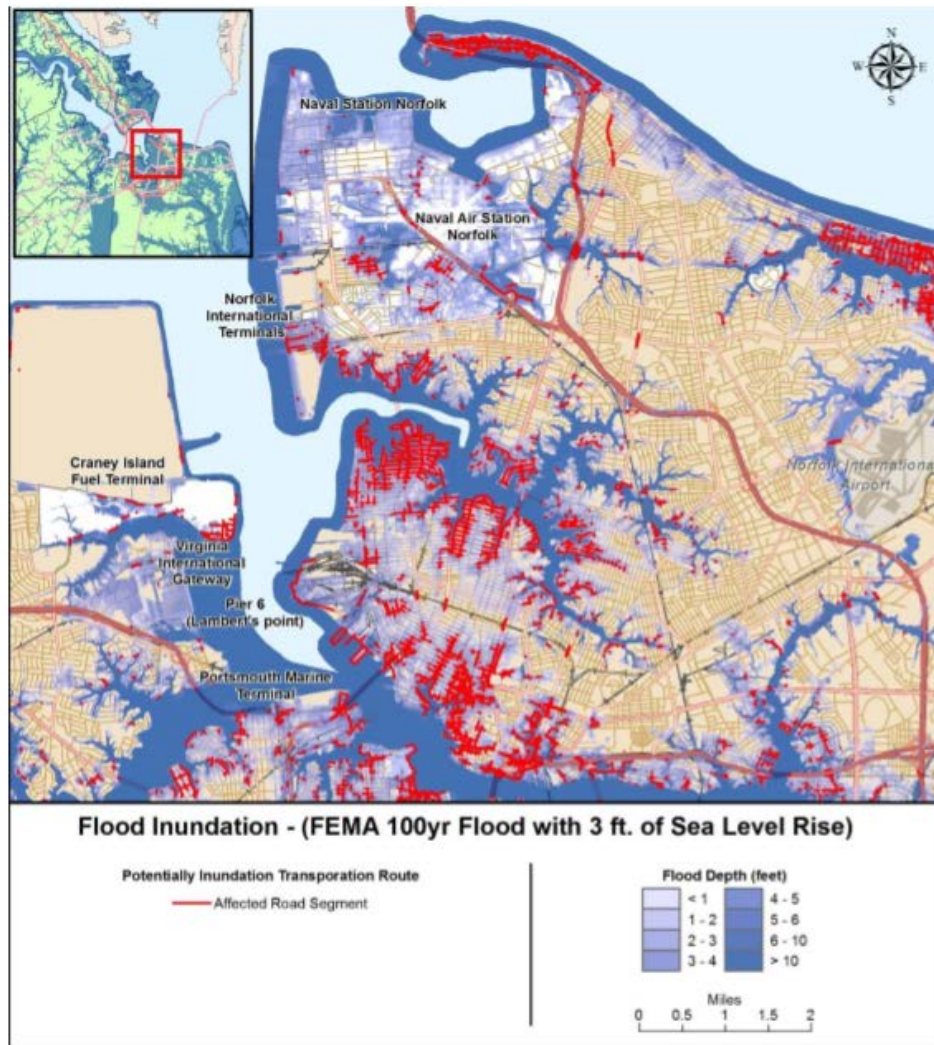 N
W
E
S
Naval Station Norfolk
Naval Air Station
Norfolk
Norfolk
International
Terminals
Craney Island
Fuel Terminal
Norfolk International
Airport
Virginia
International
Gateway
Pier 6
(Lambert's point)
Portsmouth Marine
Terminal
Flood Inundation - (FEMA 100yr Flood with 3 ft. of Sea Level Rise)
Potentially Inundation Transporation Route
Affected Road Segment
Flood Depth (feet)
< 1
1 - 2
2 - 3
3 - 4
4 - 5
5 - 6
6 - 10
> 10
Miles
0 0.5 1 1.5 2